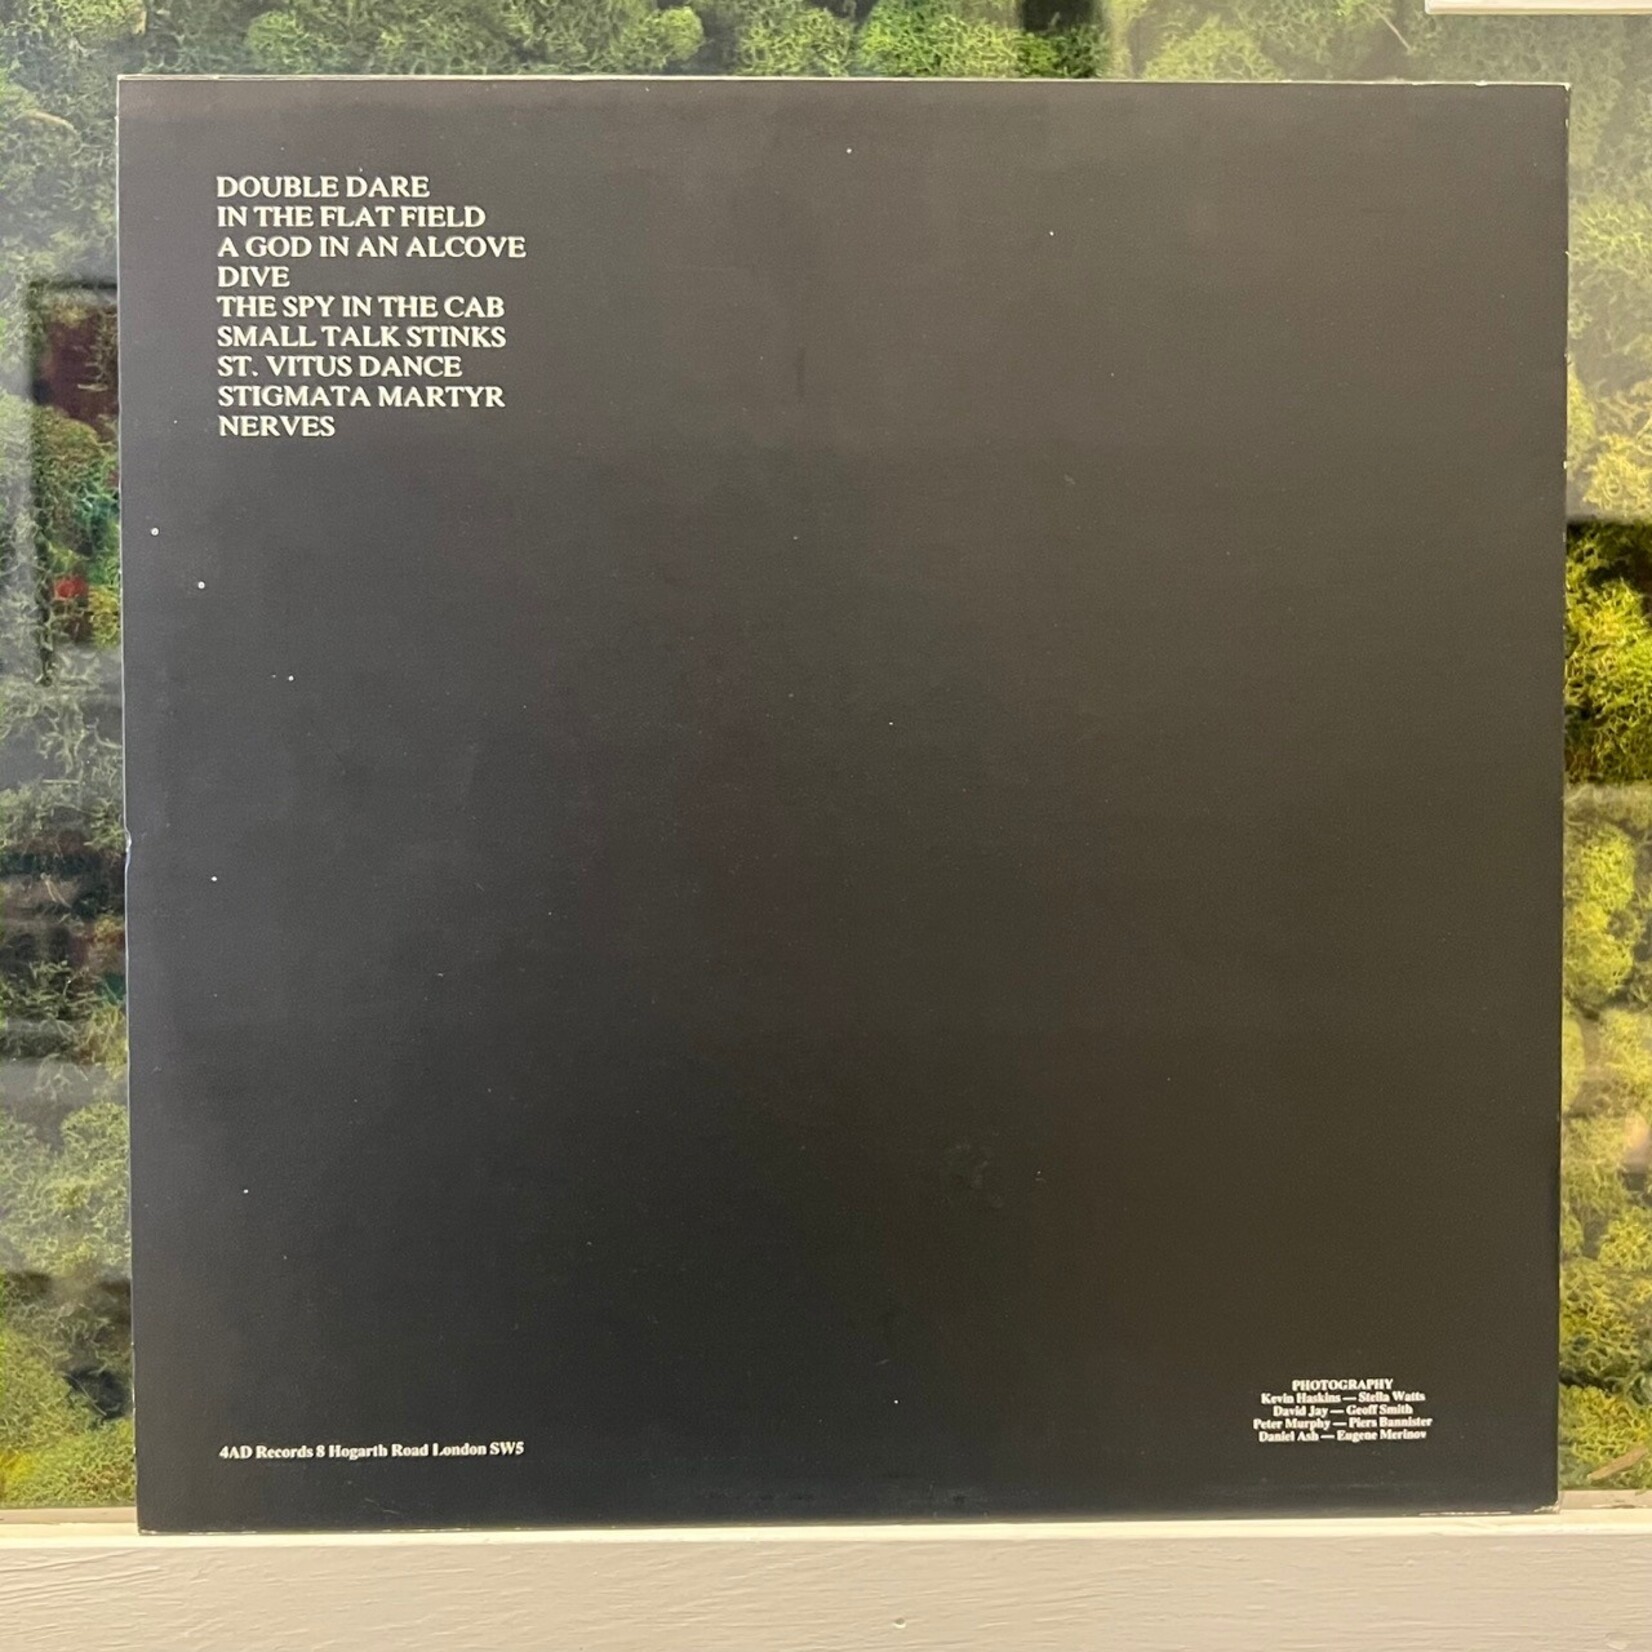 DOUBLE DARE
IN THE FLAT FIELD
A GOD IN AN ALCOVE
DIVE
THE SPY IN THE CAB
SMALL TALK STINKS
ST. VITUS DANCE
STIGMATA MARTYR
NERVES
4AD Records 8 Hogarth Road London SW5
PHOTOGRAPHY
Kevin Haskins — Stella Watts
David Jay — Geoff Smith
Peter Murphy — Piers Bannister
Daniel Ash — Eugene Merinov